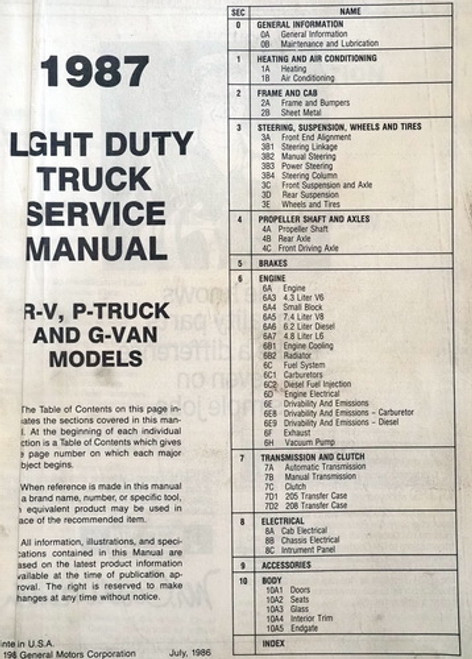 1987
LGHT DUTY
TRUCK
SERVICE
MANUAL
R-V, P-TRUCK
AND G-VAN
MODELS
The Table of Contents on this page in-
ates the sections covered in this man-
l. At the beginning of each individual
ction is a Table of Contents which gives
page number on which each major
bject begins.
When reference is made in this manual
a brand name, number, or specific tool,
equivalent product may be used in
ace of the recommended item.
All information, illustrations, and speci-
cations contained in this Manual are
ased on the latest product information
vailable at the time of publication ap-
roval. The right is reserved to make
hanges at any time without notice.
inte in U.S.A.
198 General Motors Corporation July, 1986
SEC NAME
0 GENERAL INFORMATION
0A General Information
0B Maintenance and Lubrication
1 HEATING AND AIR CONDITIONING
1A Heating
1B Air Conditioning
2 FRAME AND CAB
2A Frame and Bumpers
2B Sheet Metal
3 STEERING, SUSPENSION, WHEELS AND TIRES
3A Front End Alignment
3B1 Steering Linkage
3B2 Manual Steering
3B3 Power Steering
3B4 Steering Column
3C Front Suspension and Axle
3D Rear Suspension
3E Wheels and Tires
4 PROPELLER SHAFT AND AXLES
4A Propeller Shaft
4B Rear Axle
4C Front Driving Axle
5 BRAKES
6 ENGINE
6A Engine
6A3 4.3 Liter V6
6A4 Small Block
6A5 7.4 Liter V8
6A6 6.2 Liter Diesel
6A7 4.8 Liter L6
6B1 Engine Cooling
6B2 Radiator
6C Fuel System
6C1 Carburetors
6C2 Diesel Fuel Injection
6D Engine Electrical
6E Drivability And Emissions
6E8 Drivability And Emissions - Carburetor
6E9 Drivability And Emissions - Diesel
6F Exhaust
6H Vacuum Pump
7 TRANSMISSION AND CLUTCH
7A Automatic Transmission
7B Manual Transmission
7C Clutch
7D1 205 Transfer Case
7D2 208 Transfer Case
8 ELECTRICAL
8A Cab Electrical
8B Chassis Electrical
8C Intrument Panel
9 ACCESSORIES
10 BODY
10A1 Doors
10A2 Seats
10A3 Glass
10A4 Interior Trim
10A5 Endgate
INDEX